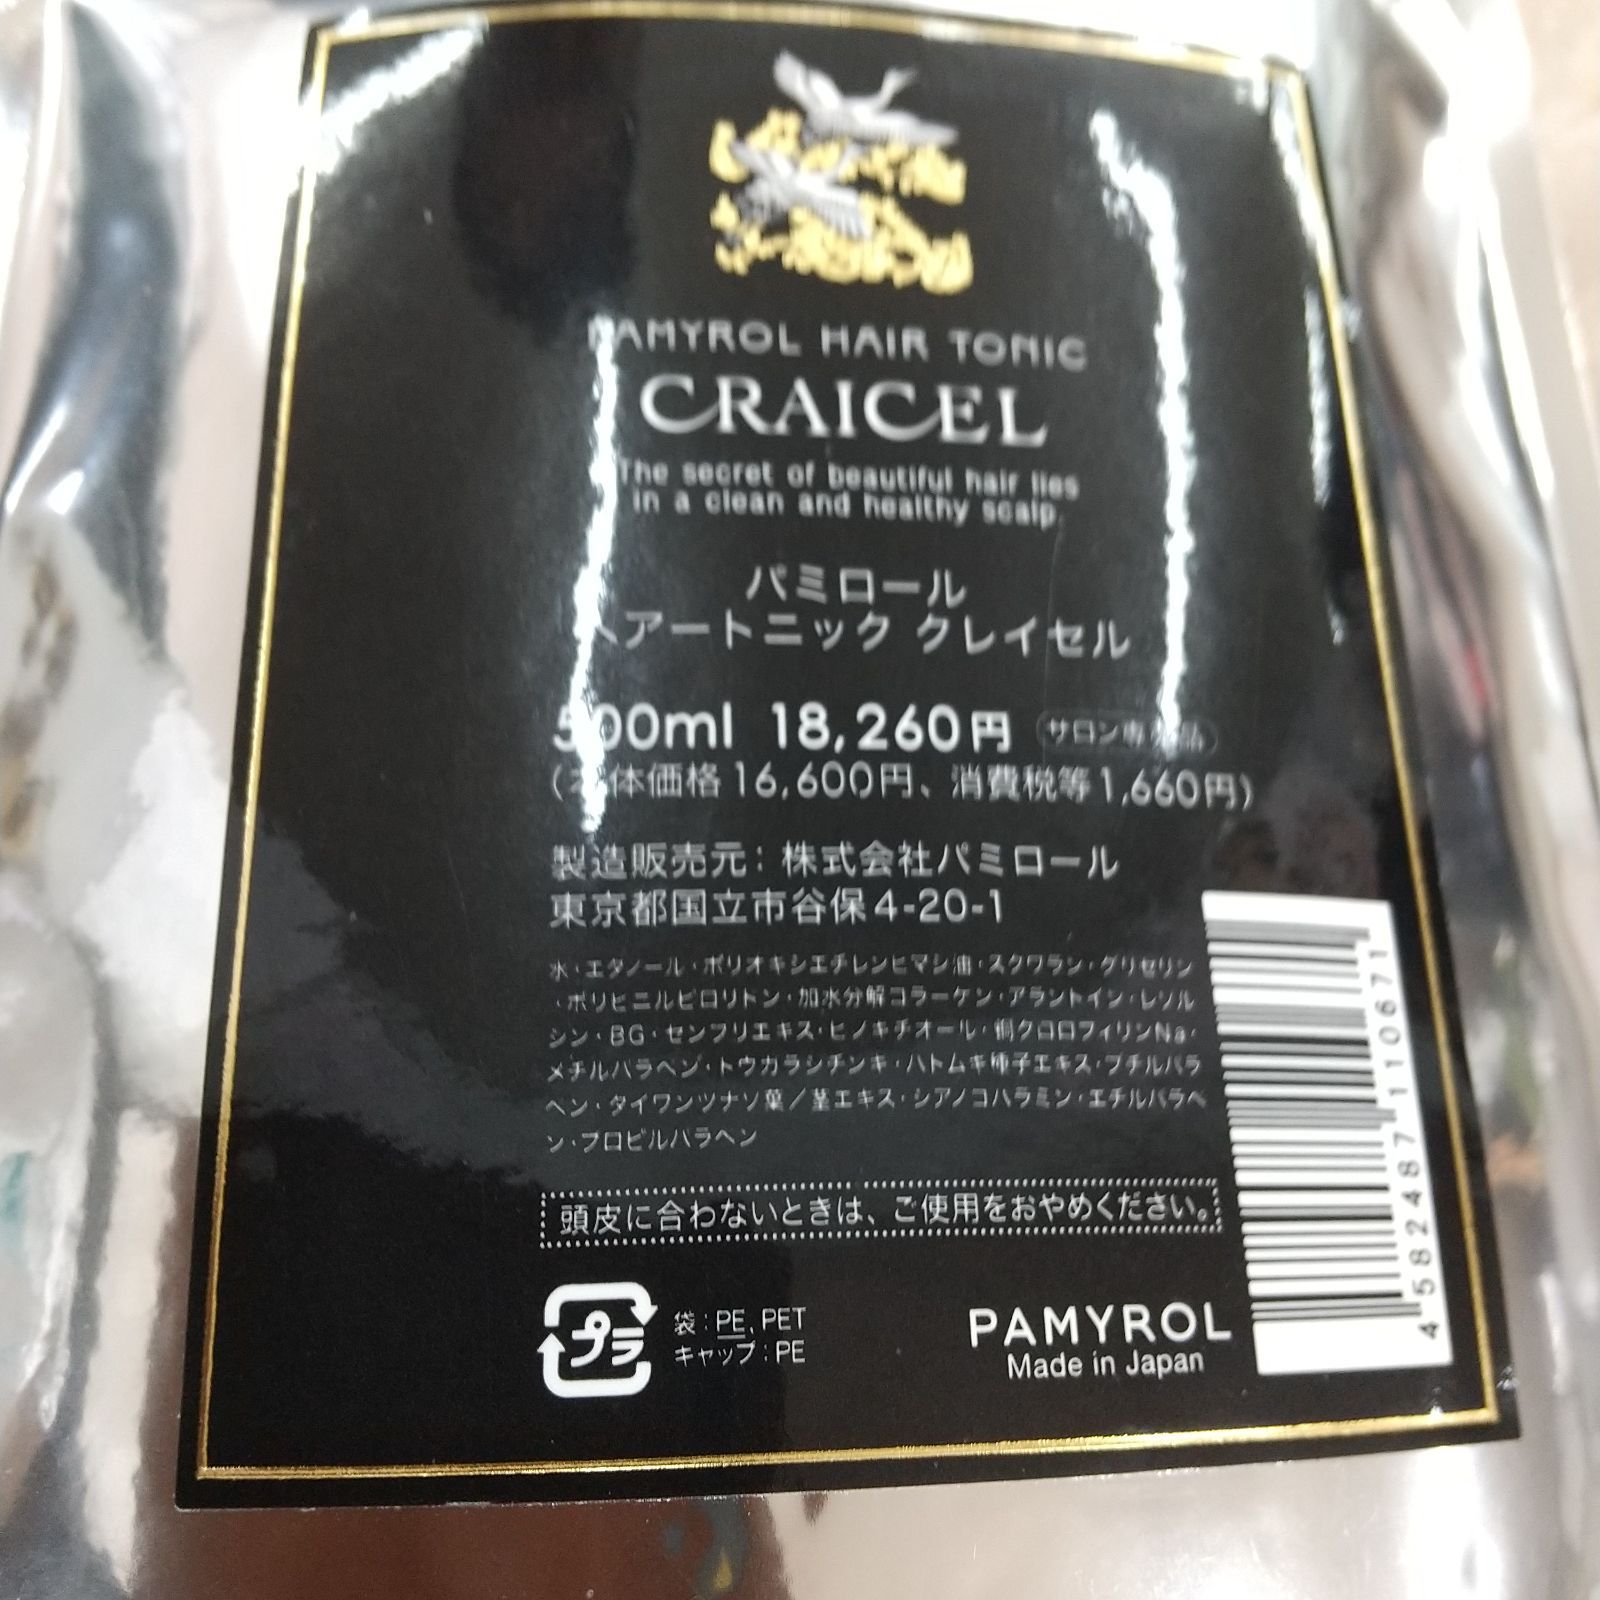 PAMYROL HAIR TONIC
CRAICEL
The secret of beautiful hair lies
in a clean and healthy scalp.
パミロール
ヘアートニック クレイセル
500ml 18,260円 サロン専売品
(本体価格16,600円、消費税等1,660円)
製造販売元：株式会社パミロール
東京都国立市谷保4-20-1
水・エタノール・ポリオキシエチレンヒマシ油・スクワラン・グリセリン
・ポリビニルピロリドン・加水分解コラーゲン・アラントイン・レゾル
シン・BG・センブリエキス・ヒノキチオール・銅クロロフィリンNa・
メチルパラベン・トウガラシチンキ・ハトムギ種子エキス・ブチルパラ
ベン・タイワンツナソ葉／茎エキス・シアノコバラミン・エチルパラベ
ン・プロピルパラベン
頭皮に合わないときは、ご使用をおやめください。
プラ
袋：PE, PET
キャップ：PE
PAMYROL
Made in Japan
4582487110671